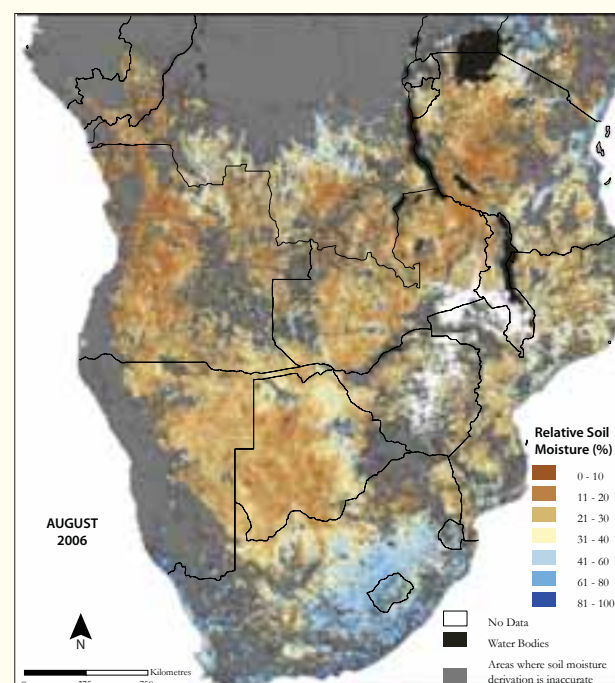 AUGUST
2006
N
Kilometres
Relative Soil
Moisture (%)
0 - 10
11 - 20
21 - 30
31 - 40
41 - 60
61 - 80
81 - 100
No Data
Water Bodies
Areas where soil moisture
derivation is inaccurate